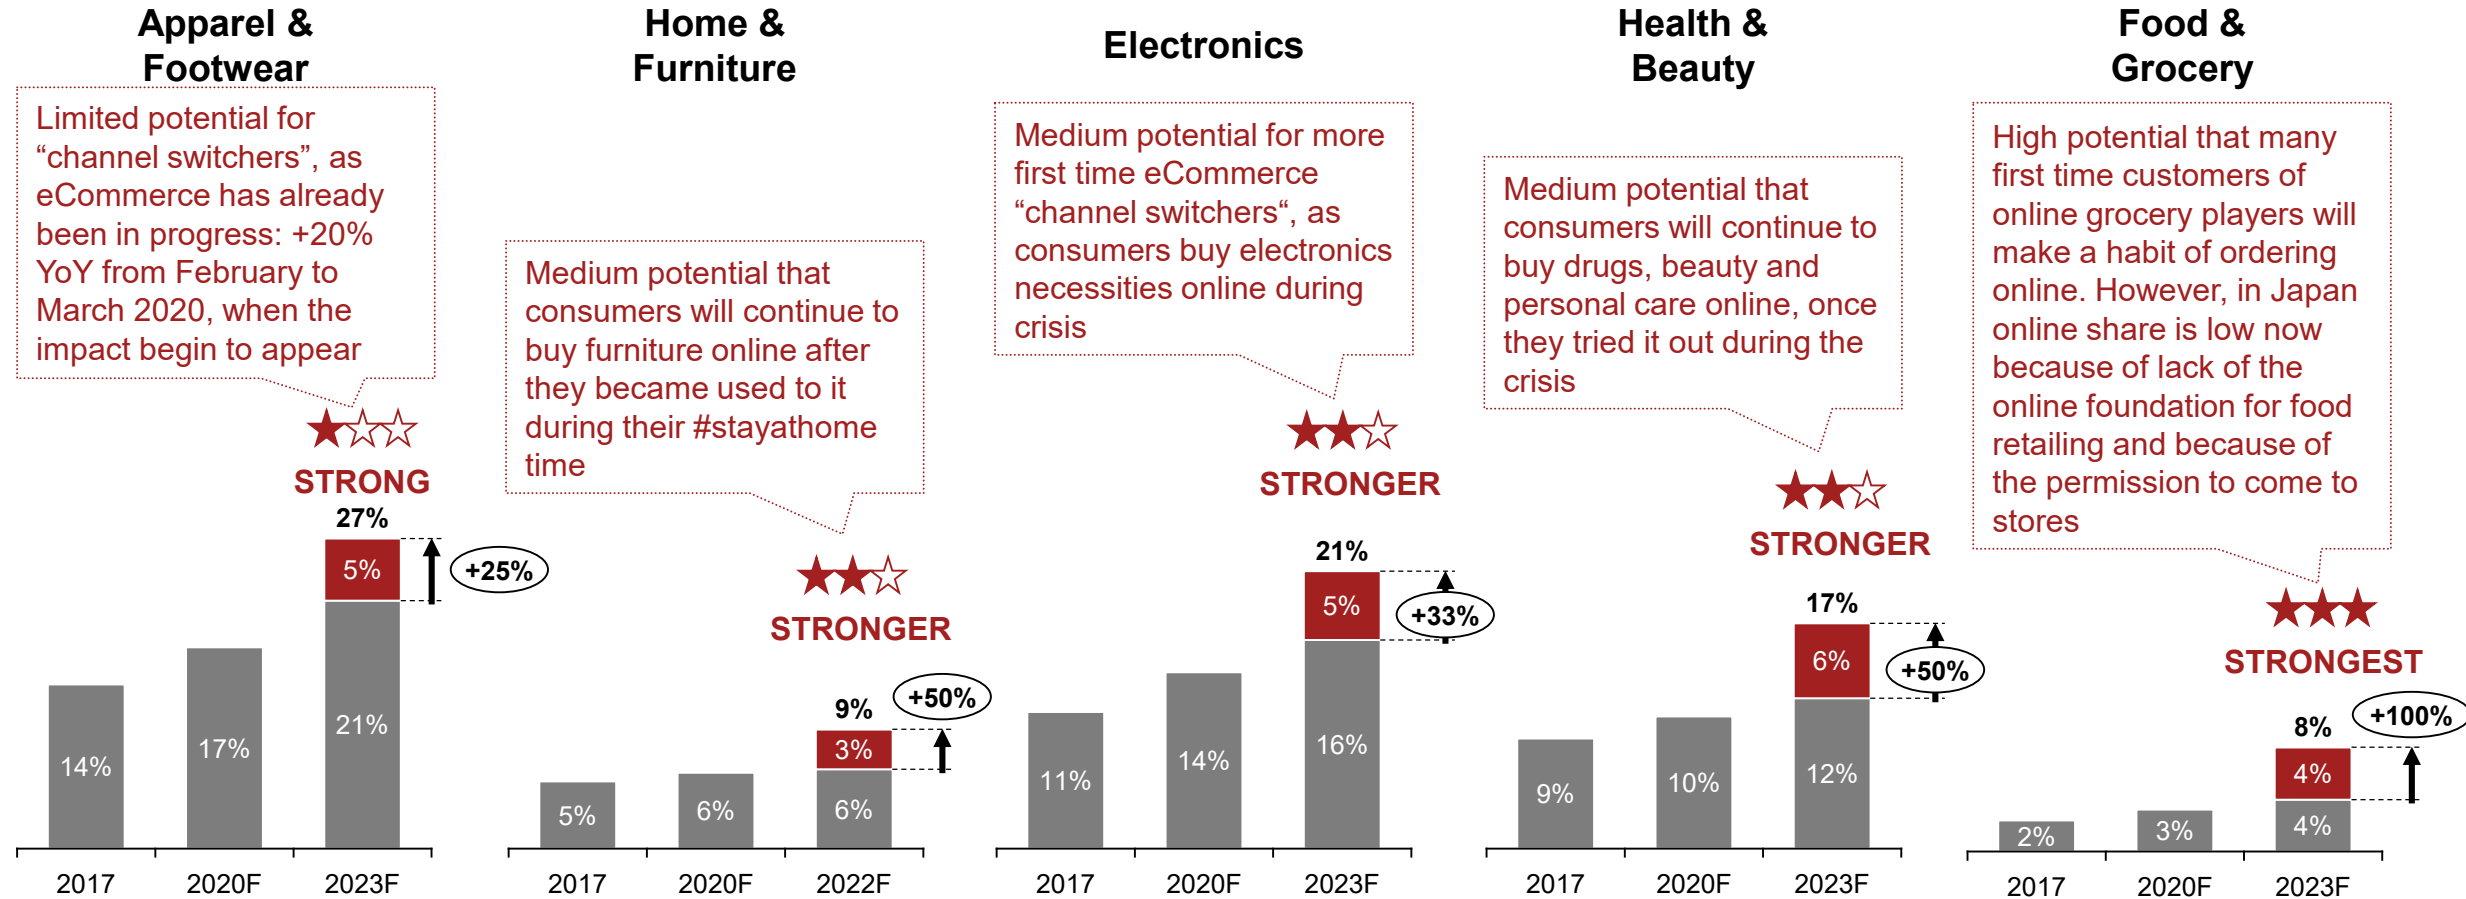 Apparel &
Footwear
Limited potential for
“channel switchers”, as
eCommerce has already
been in progress: +20%
YoY from February to
March 2020, when the
impact begin to appear
STRONG
27%
5%
+25%
14%
17%
21%
2017
2020F
2023F
Home &
Furniture
Medium potential that
consumers will continue to
buy furniture online after
they became used to it
during their #stayathome
time
STRONGER
9%
+50%
3%
5%
6%
6%
2017
2020F
2022F
Electronics
Medium potential for more
first time eCommerce
“channel switchers“, as
consumers buy electronics
necessities online during
crisis
STRONGER
21%
5%
+33%
11%
14%
16%
2017
2020F
2023F
Health &
Beauty
Medium potential that
consumers will continue to
buy drugs, beauty and
personal care online, once
they tried it out during the
crisis
STRONGER
17%
6%
+50%
9%
10%
12%
2017
2020F
2023F
Food &
Grocery
High potential that many
first time customers of
online grocery players will
make a habit of ordering
online. However, in Japan
online share is low now
because of lack of the
online foundation for food
retailing and because of
the permission to come to
stores
STRONGEST
8%
+100%
4%
2%
3%
4%
2017
2020F
2023F